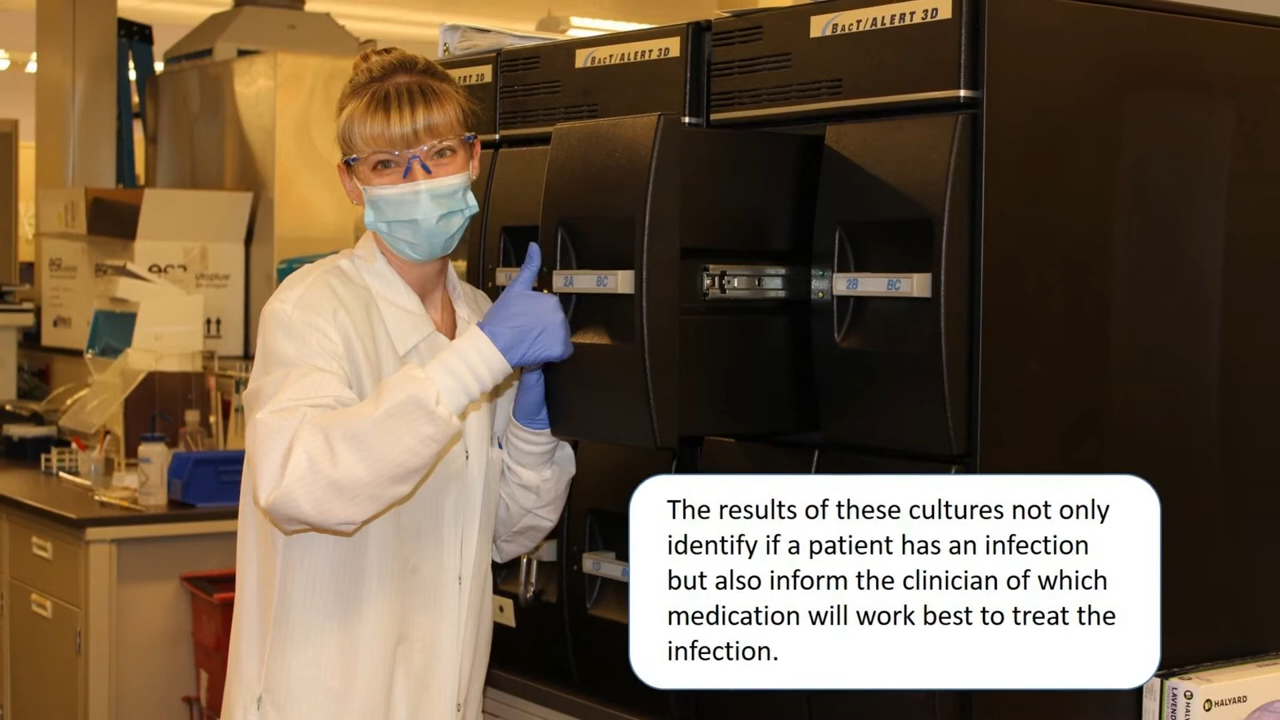 BACT/ALERT 3D
BACT/ALERT 3D
ERT 3D
2A BC
2B BC
The results of these cultures not only
identify if a patient has an infection
but also inform the clinician of which
medication will work best to treat the
infection.
HALYARD